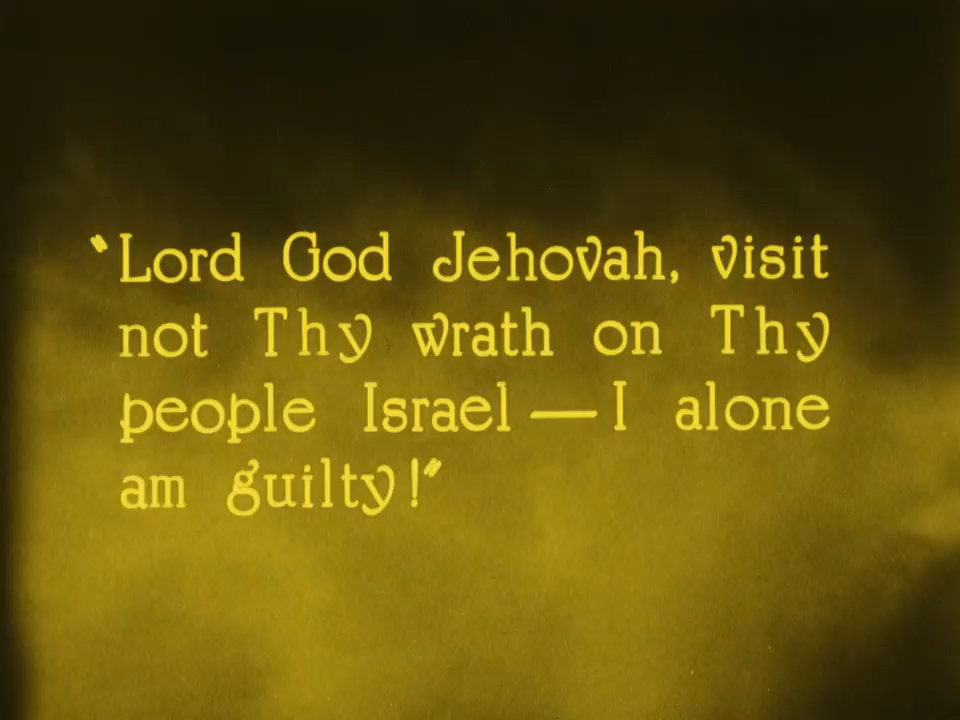 “Lord God Jehovah, visit
not Thy wrath on Thy
people Israel — I alone
am guilty!”